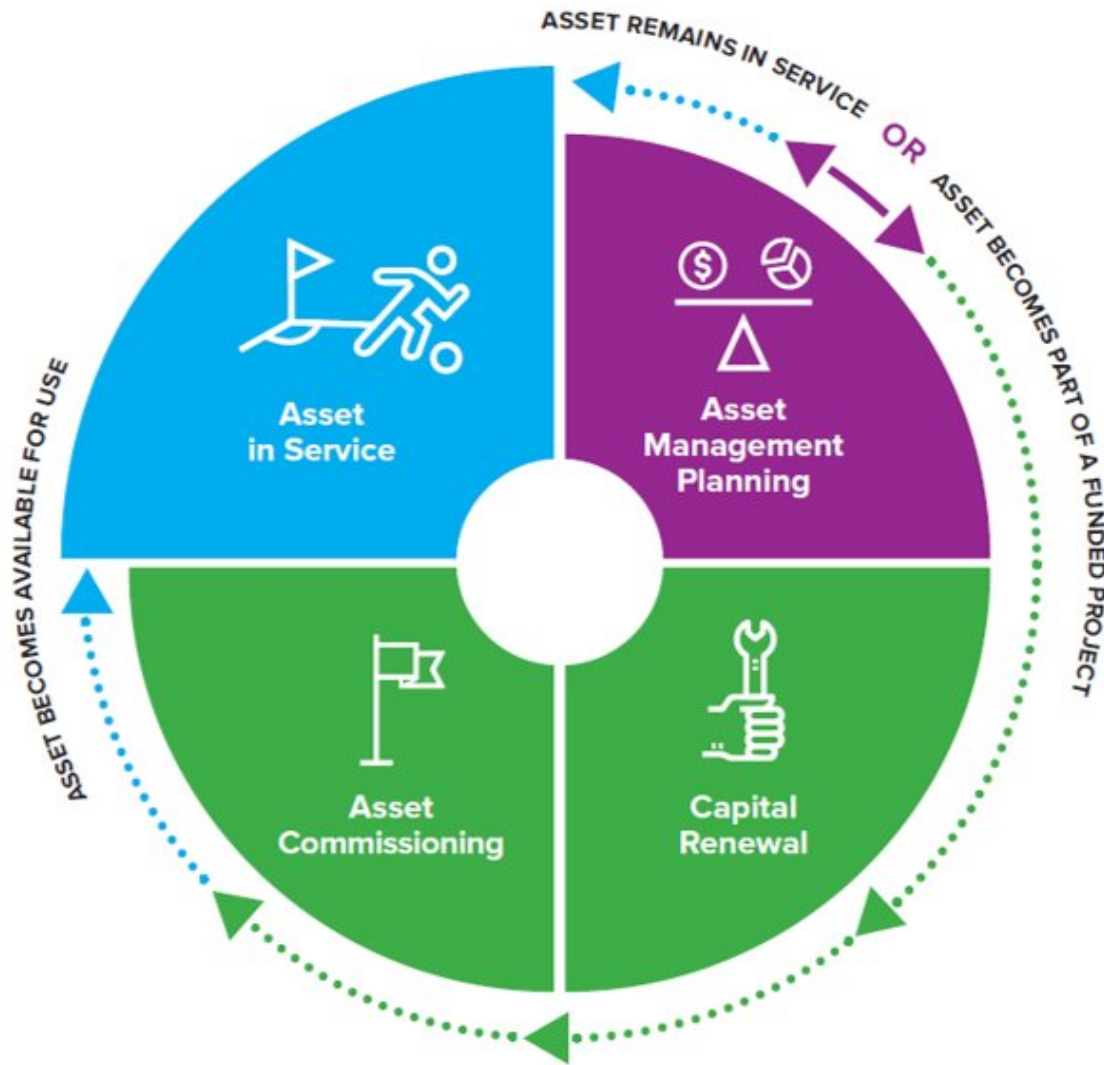 ASSET REMAINS IN SERVICE OR ASSET BECOMES PART OF A FUNDED PROJECT
$
Asset
Management
Planning
Capital
Renewal
Asset
Commissioning
ASSET BECOMES AVAILABLE FOR USE
Asset
in Service